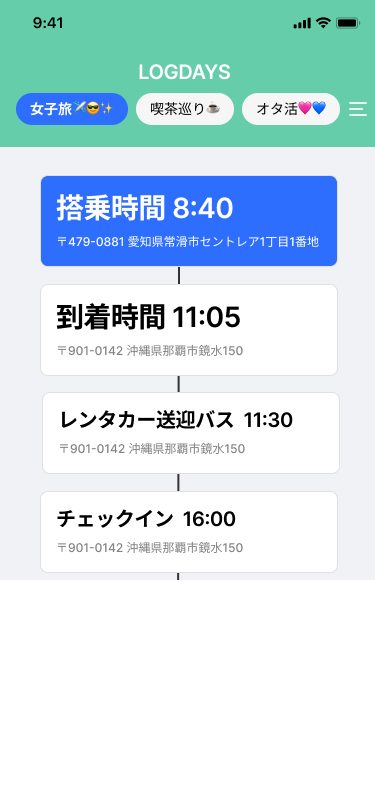 9:41
LOGDAYS
女子旅✈️😎✨
喫茶巡り☕
オタ活💗💙
搭乗時間 8:40
〒479-0881 愛知県常滑市セントレア1丁目1番地
到着時間 11:05
〒901-0142 沖縄県那覇市鏡水150
レンタカー送迎バス 11:30
〒901-0142 沖縄県那覇市鏡水150
チェックイン 16:00
〒901-0142 沖縄県那覇市鏡水150